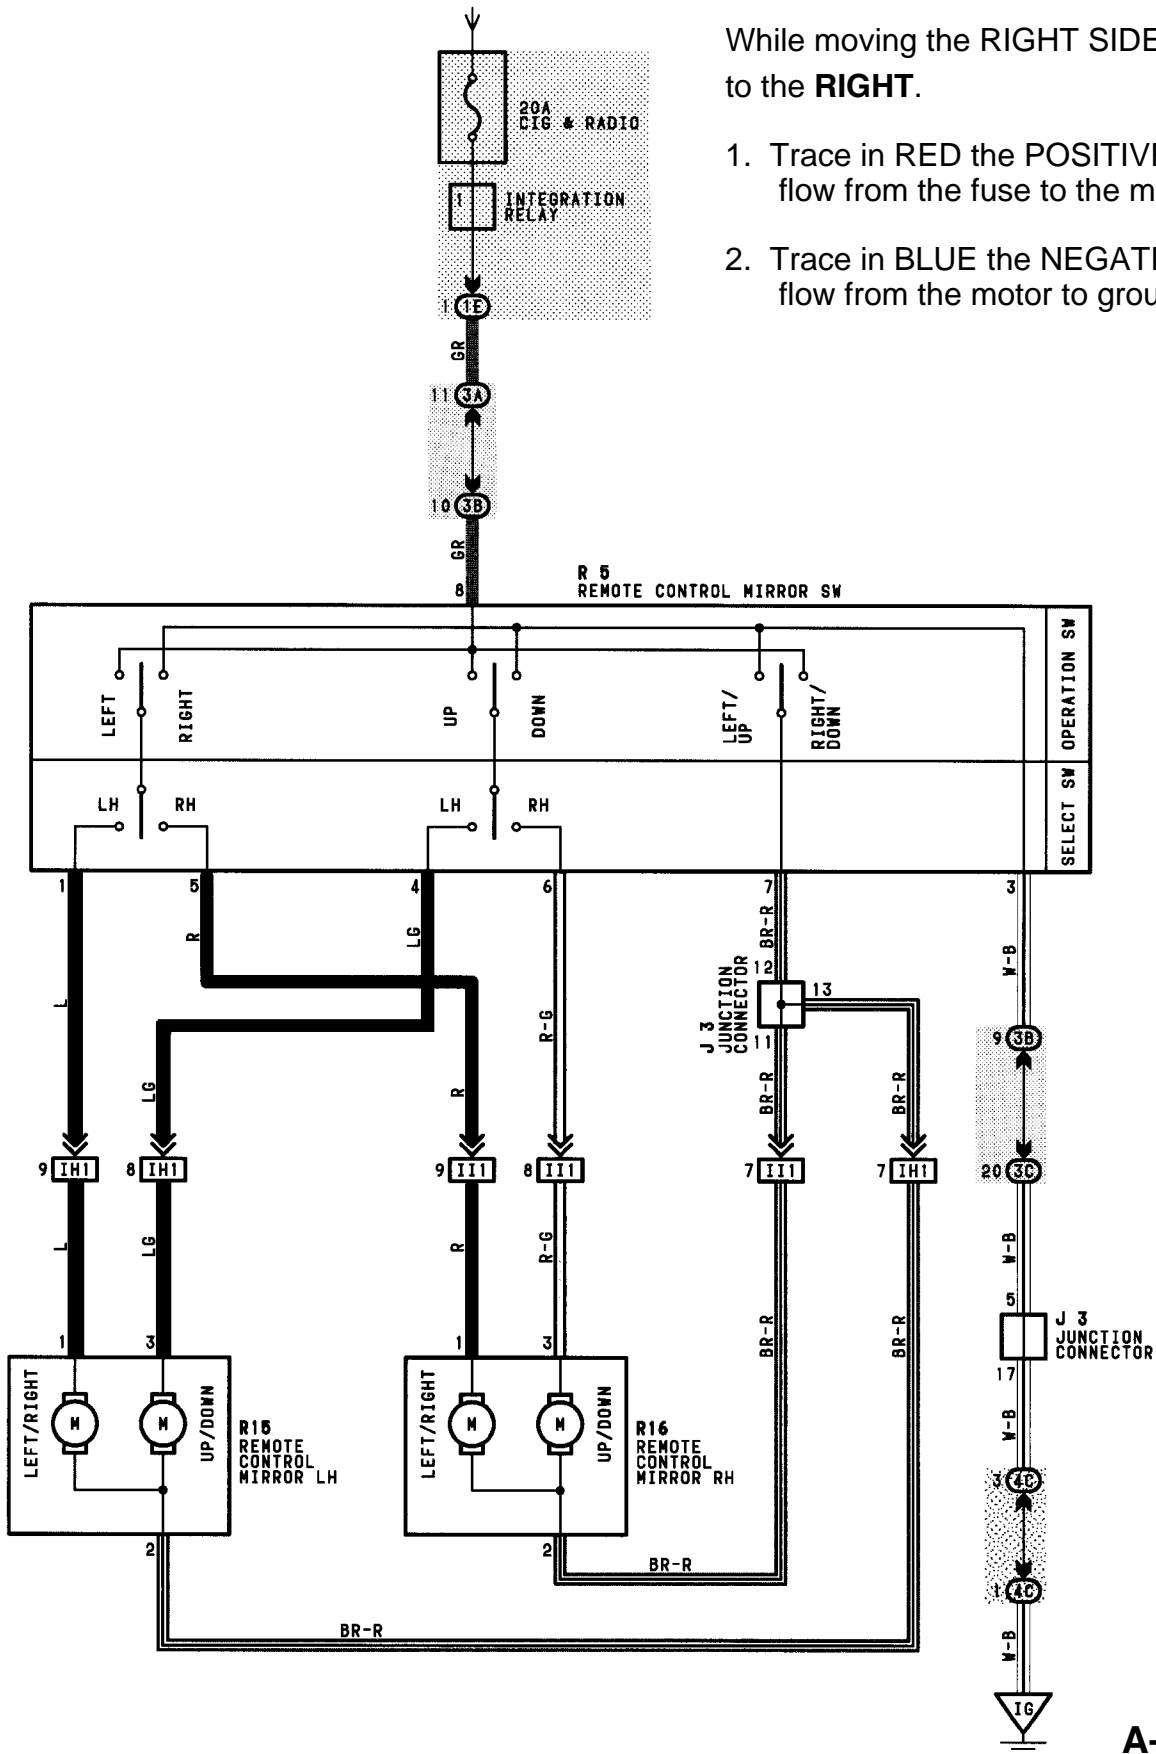 While moving the RIGHT SIDE
to the RIGHT.
1. Trace in RED the POSITIVE
flow from the fuse to the m
2. Trace in BLUE the NEGATI
flow from the motor to grou
20A
CIG & RADIO
1 INTEGRATION
RELAY
1 1E
GR
11 3A
10 3B
GR
8
R 5
REMOTE CONTROL MIRROR SW
LEFT
RIGHT
UP
DOWN
LEFT/
UP
RIGHT/
DOWN
OPERATION SW
LH RH
LH RH
SELECT SW
1 5 4 6 7 3
R
LG
BR-R
W-B
12
13
J 3
JUNCTION
CONNECTOR
11
L
R-G
9 3B
LG
R
BR-R
BR-R
9 IH1
8 IH1
9 II1
8 II1
7 II1
7 IH1
20 3C
L
LG
R
R-G
W-B
5
J 3
JUNCTION
CONNECTOR
17
BR-R
BR-R
1 3
1 3
LEFT/RIGHT
M M
UP/DOWN
R15
REMOTE
CONTROL
MIRROR LH
LEFT/RIGHT
M M
UP/DOWN
R16
REMOTE
CONTROL
MIRROR RH
W-B
3 4C
2
2
BR-R
1 4C
BR-R
W-B
IG
A-